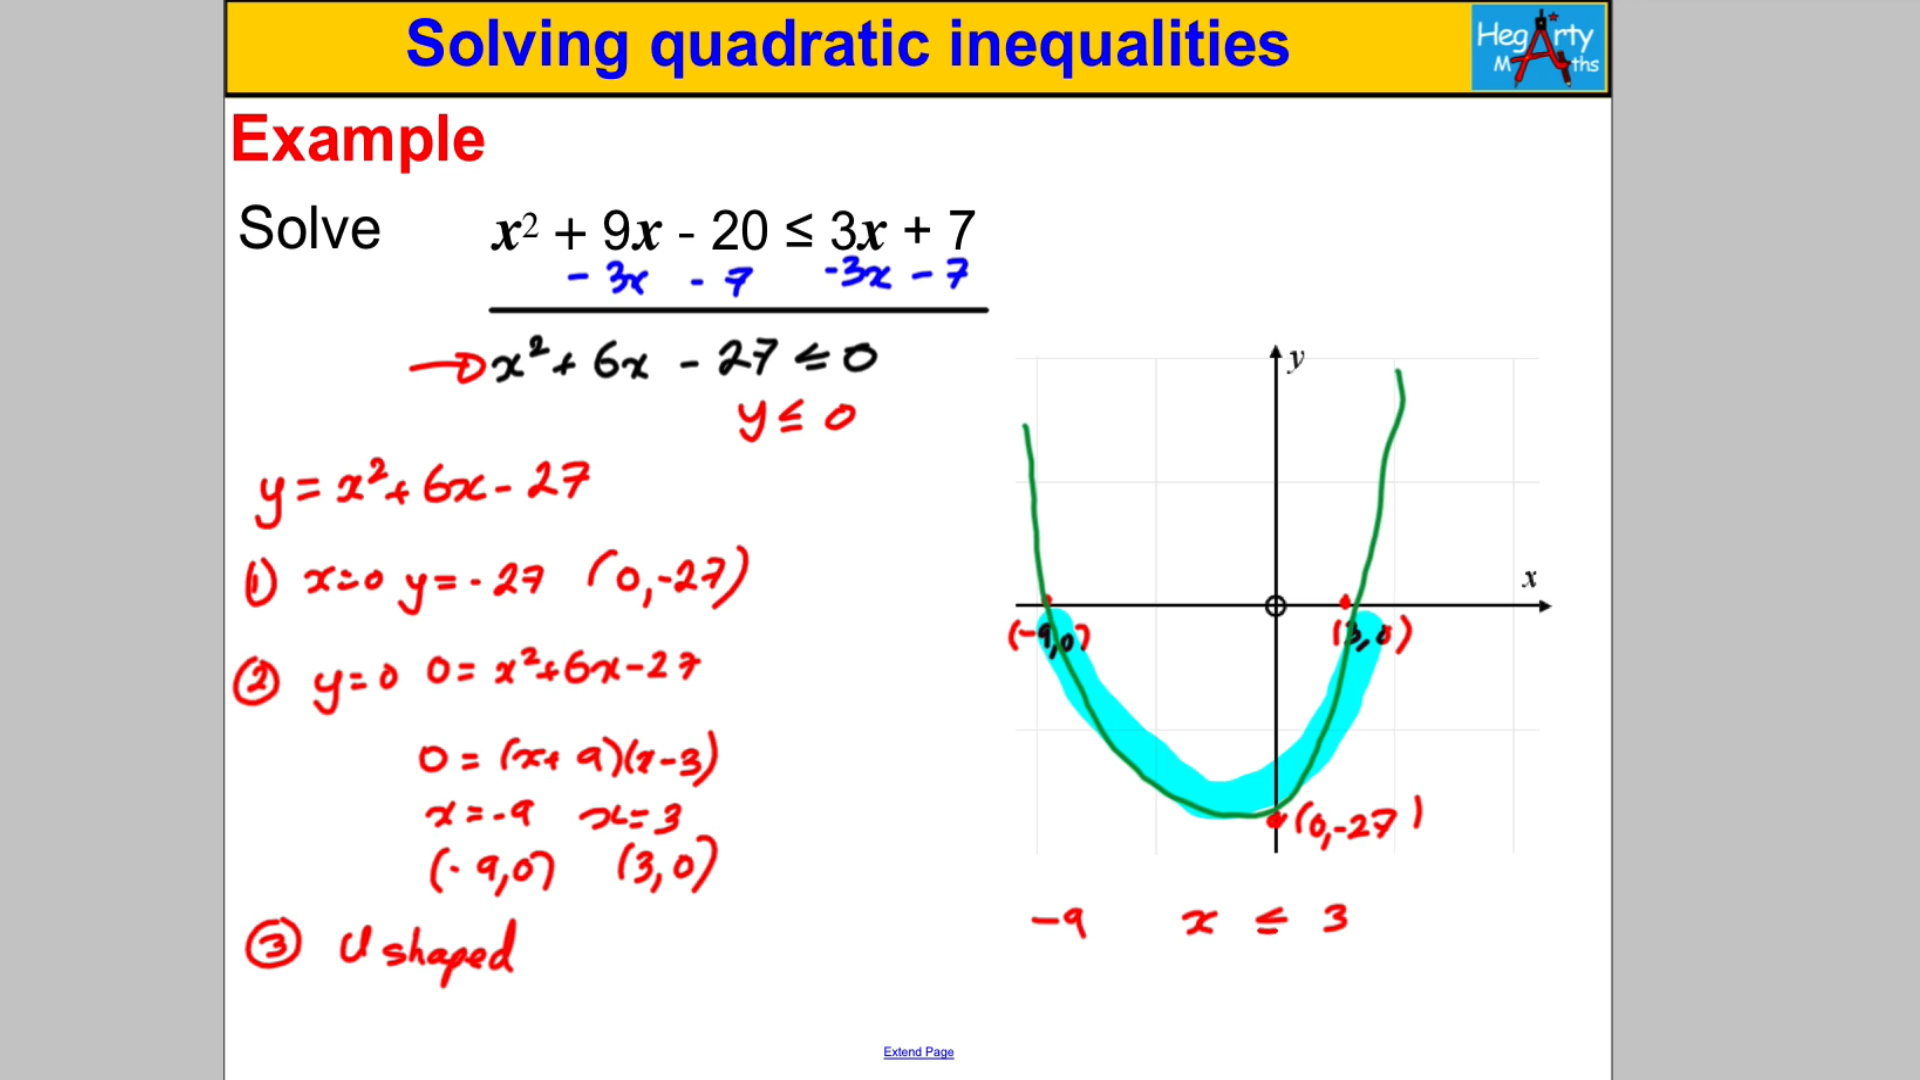 Solving quadratic inequalities
HegArty
Maths
Example
Solve x² + 9x - 20 ≤ 3x + 7
- 3x - 7 -3x - 7
x² + 6x - 27 ≤ 0
y ≤ 0
y = x² + 6x - 27
① x=0 y = -27 (0,-27)
② y=0 0 = x²+6x-27
0 = (x+9)(x-3)
x = -9 x = 3
(-9,0) (3,0)
③ U shaped
y
x
(-9,0) (3,0)
(0,-27)
-9 x ≤ 3
Extend Page